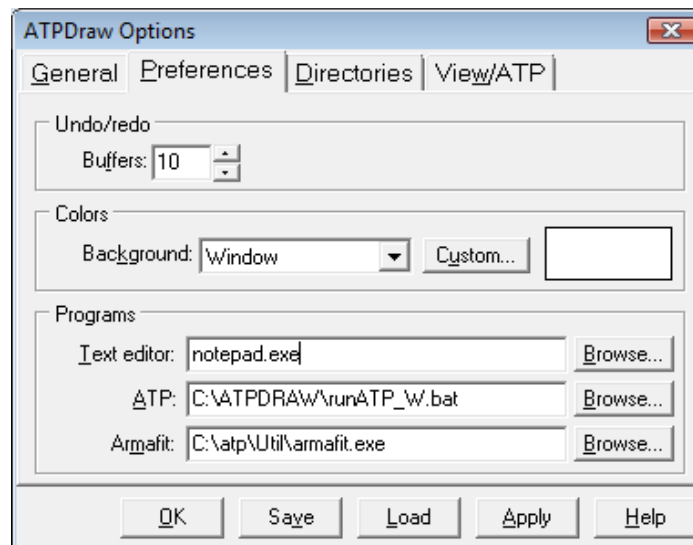 ATPDraw Options
General Preferences Directories View/ATP
Undo/redo
Buffers: 10
Colors
Background: Window Custom...
Programs
Text editor: notepad.exe Browse...
ATP: C:\ATPDRAW\runATP_W.bat Browse...
Armafit: C:\atp\Util\armafit.exe Browse...
OK Save Load Apply Help